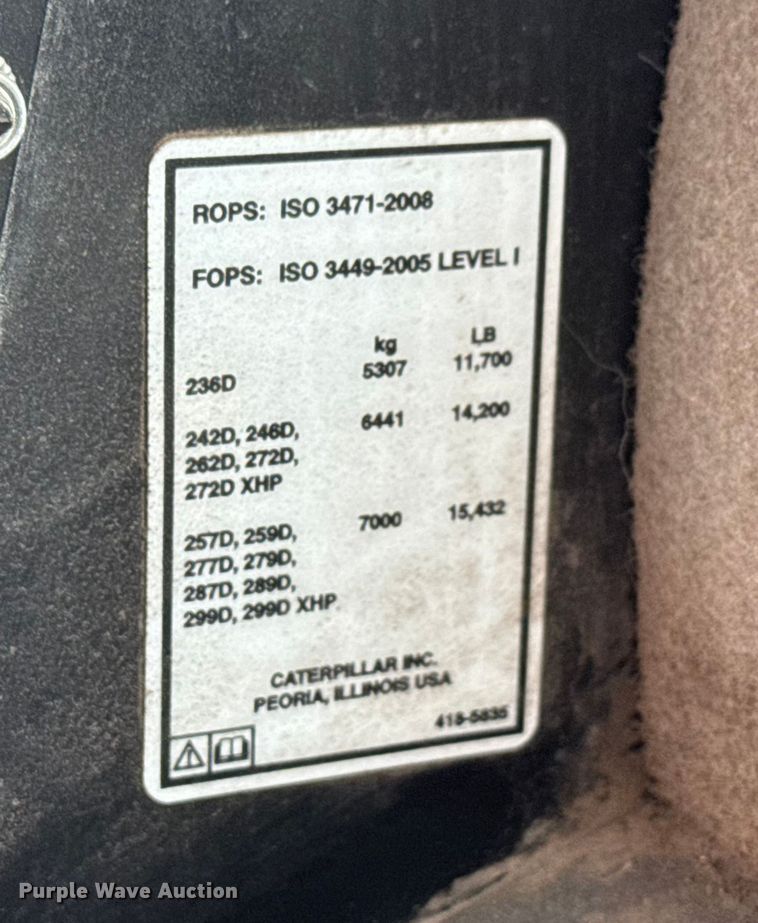 ROPS: ISO 3471-2008
FOPS: ISO 3449-2005 LEVEL I
kg LB
236D 5307 11,700
242D, 246D, 6441 14,200
262D, 272D,
272D XHP
257D, 259D, 7000 15,432
277D, 279D,
287D, 289D,
299D, 299D XHP
CATERPILLAR INC.
PEORIA, ILLINOIS USA
418-5835
Purple Wave Auction